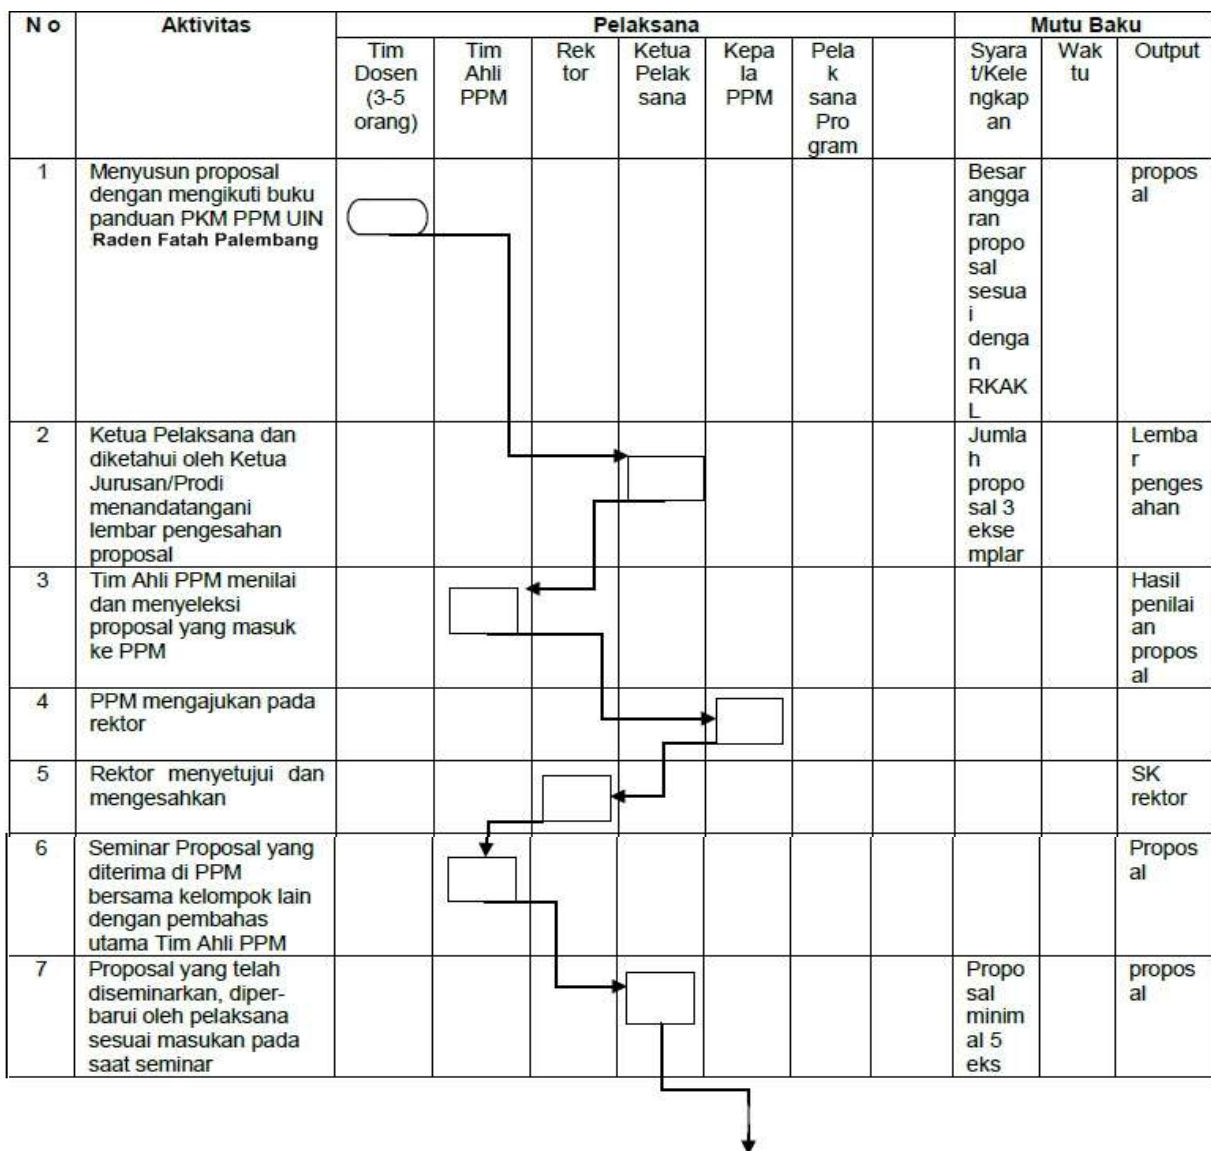 N o
Aktivitas
Pelaksana
Mutu Baku
Tim
Dosen
(3-5
orang)
Tim
Ahli
PPM
Rek
tor
Ketua
Pelak
sana
Kepa
la
PPM
Pela
k
sana
Pro
gram
Syara
t/Kele
ngkap
an
Wak
tu
Output
1
Menyusun proposal
dengan mengikuti buku
panduan PKM PPM UIN
Raden Fatah Palembang
Besar
angga
ran
propo
sal
sesua
i
denga
n
RKAK
L
propos
al
2
Ketua Pelaksana dan
diketahui oleh Ketua
Jurusan/Prodi
menandatangani
lembar pengesahan
proposal
Jumla
h
propo
sal 3
ekse
mplar
Lemba
r
penges
ahan
3
Tim Ahli PPM menilai
dan menyeleksi
proposal yang masuk
ke PPM
Hasil
penilai
an
propos
al
4
PPM mengajukan pada
rektor
5
Rektor menyetujui dan
mengesahkan
SK
rektor
6
Seminar Proposal yang
diterima di PPM
bersama kelompok lain
dengan pembahas
utama Tim Ahli PPM
Propos
al
7
Proposal yang telah
diseminarkan, diper-
barui oleh pelaksana
sesuai masukan pada
saat seminar
Propo
sal
minim
al 5
eks
propos
al